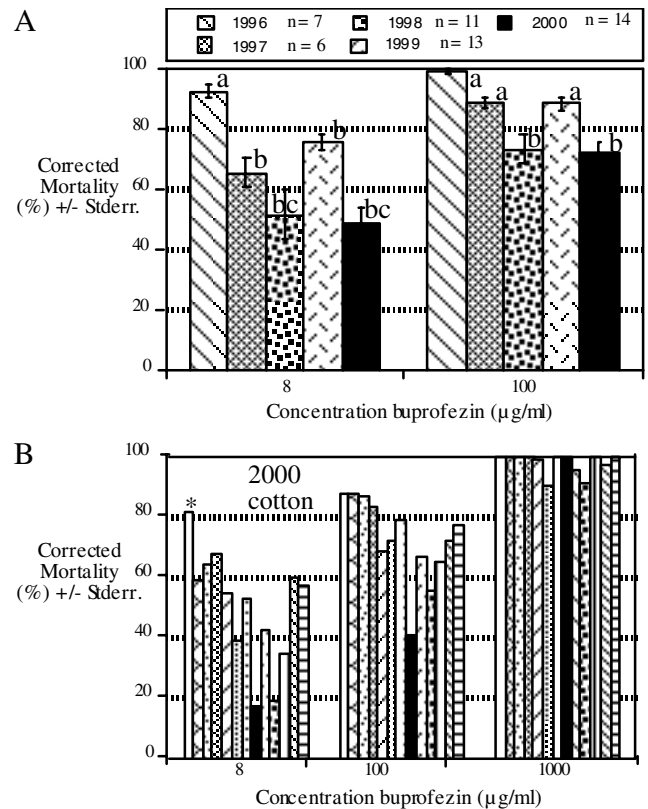 A
1996 n = 7 1998 n = 11 2000 n = 14
1997 n = 6 1999 n = 13
100
80
60
40
20
0
Corrected
Mortality
(%) +/- Stderr.
a
b
bc
b
bc
a
a
b
a
b
8 100
Concentration buprofezin (µg/ml)
B
100
80
60
40
20
0
Corrected
Mortality
(%) +/- Stderr.
2000
cotton
*
8 100 1000
Concentration buprofezin (µg/ml)